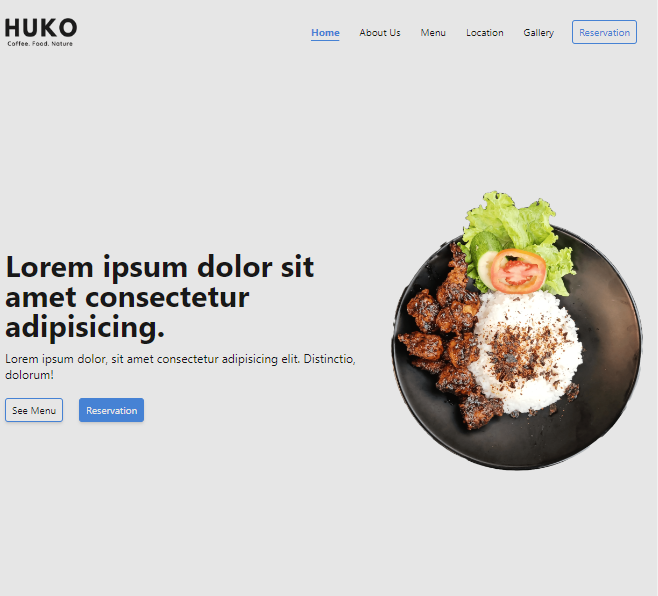 HUKO
Coffee. Food. Nature
Home About Us Menu Location Gallery Reservation
Lorem ipsum dolor sit
amet consectetur
adipisicing.
Lorem ipsum dolor, sit amet consectetur adipisicing elit. Distinctio,
dolorum!
See Menu Reservation